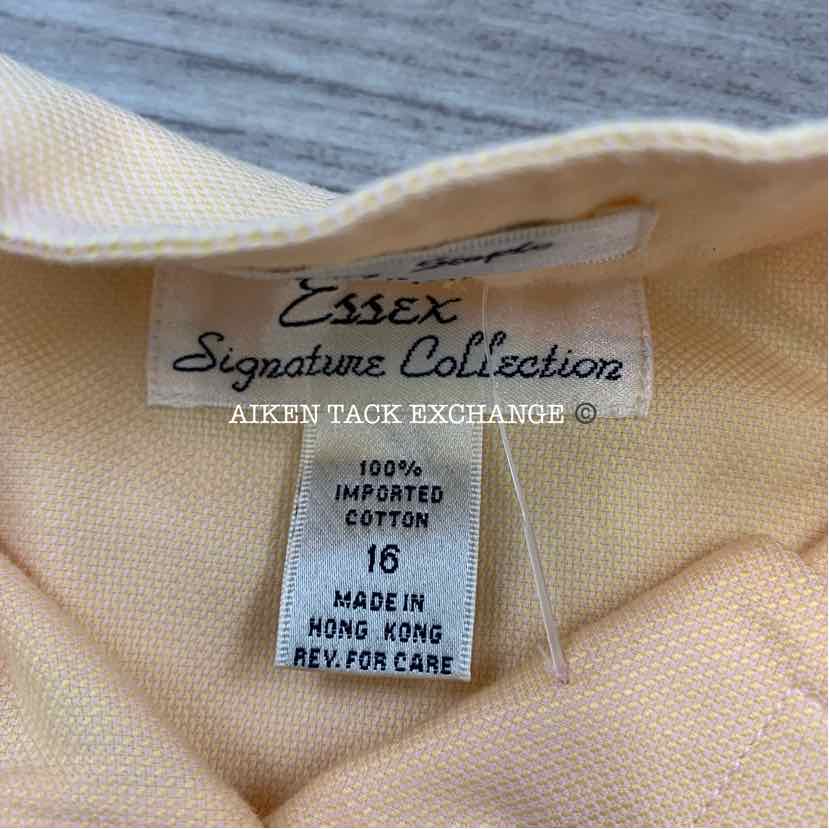 Essex
Signature Collection
AIKEN TACK EXCHANGE ©
100%
IMPORTED
COTTON
16
MADE IN
HONG KONG
REV. FOR CARE